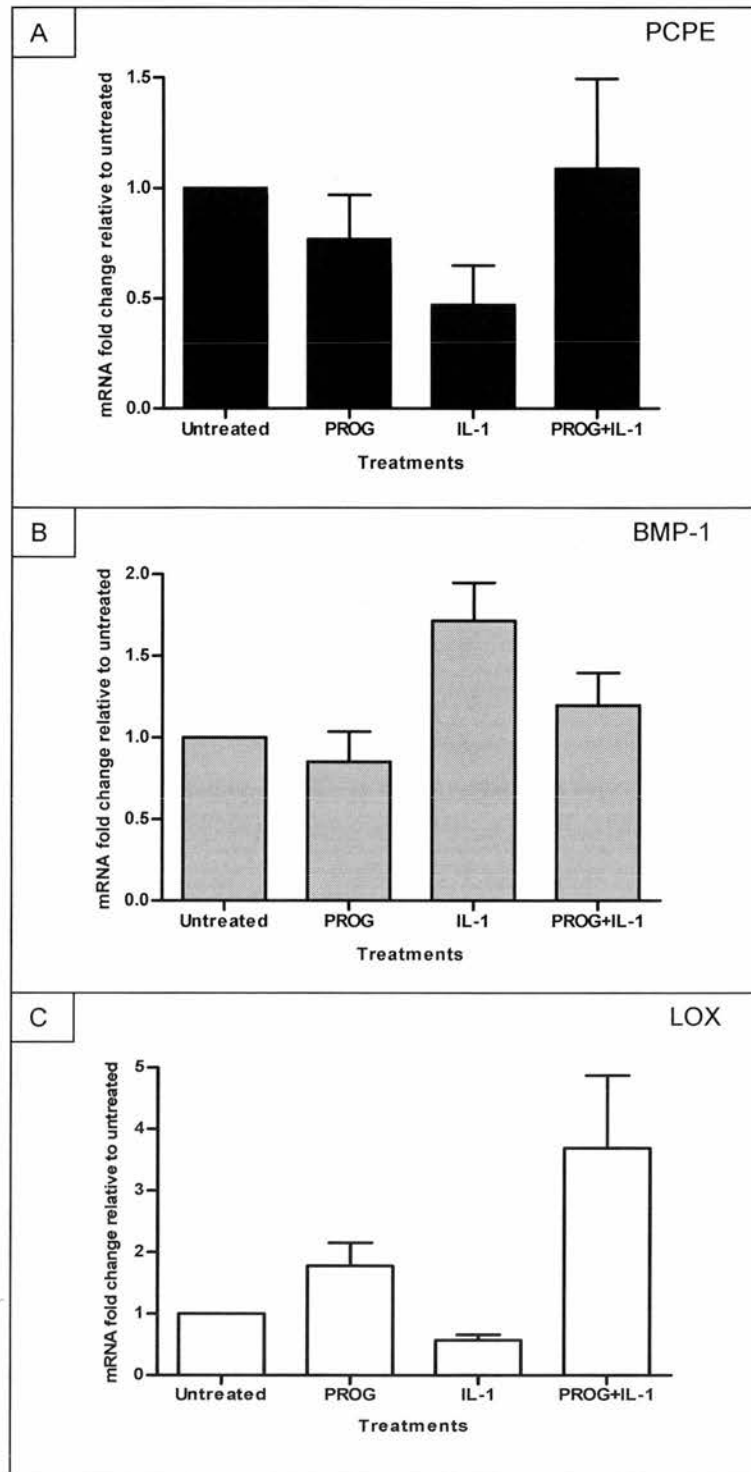 A
PCPE
mRNA fold change relative to untreated
1.5
1.0
0.5
0.0
Untreated PROG IL-1 PROG+IL-1
Treatments
B
BMP-1
mRNA fold change relative to untreated
2.0
1.5
1.0
0.5
0.0
Untreated PROG IL-1 PROG+IL-1
Treatments
C
LOX
mRNA fold change relative to untreated
5
4
3
2
1
0
Untreated PROG IL-1 PROG+IL-1
Treatments